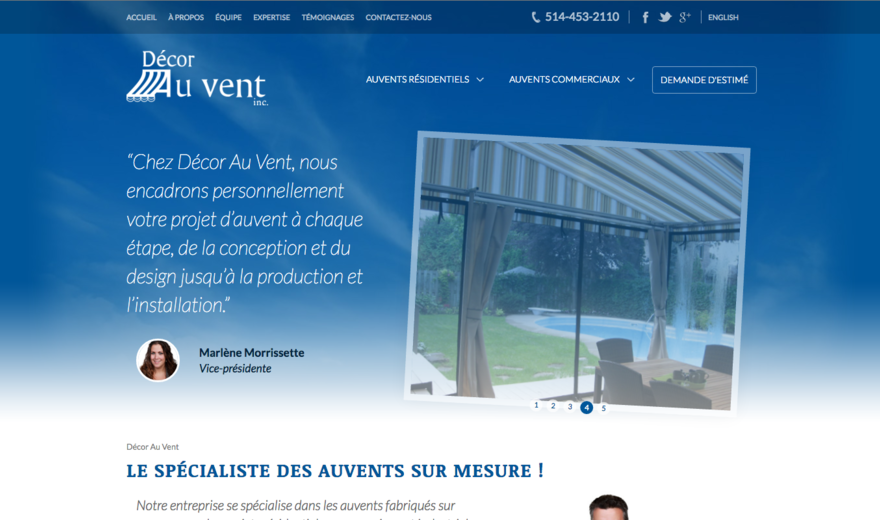 ACCUEIL À PROPOS ÉQUIPE EXPERTISE TÉMOIGNAGES CONTACTEZ-NOUS 514-453-2110 f g+ ENGLISH
Décor
Au vent
inc.
AUVENTS RÉSIDENTIELS AUVENTS COMMERCIAUX DEMANDE D'ESTIMÉ
“Chez Décor Au Vent, nous
encadrons personnellement
votre projet d’auvent à chaque
étape, de la conception et du
design jusqu’à la production et
l’installation.”
Marlène Morrissette
Vice-présidente
1 2 3 4 5
Décor Au Vent
LE SPÉCIALISTE DES AUVENTS SUR MESURE !
Notre entreprise se spécialise dans les auvents fabriqués sur